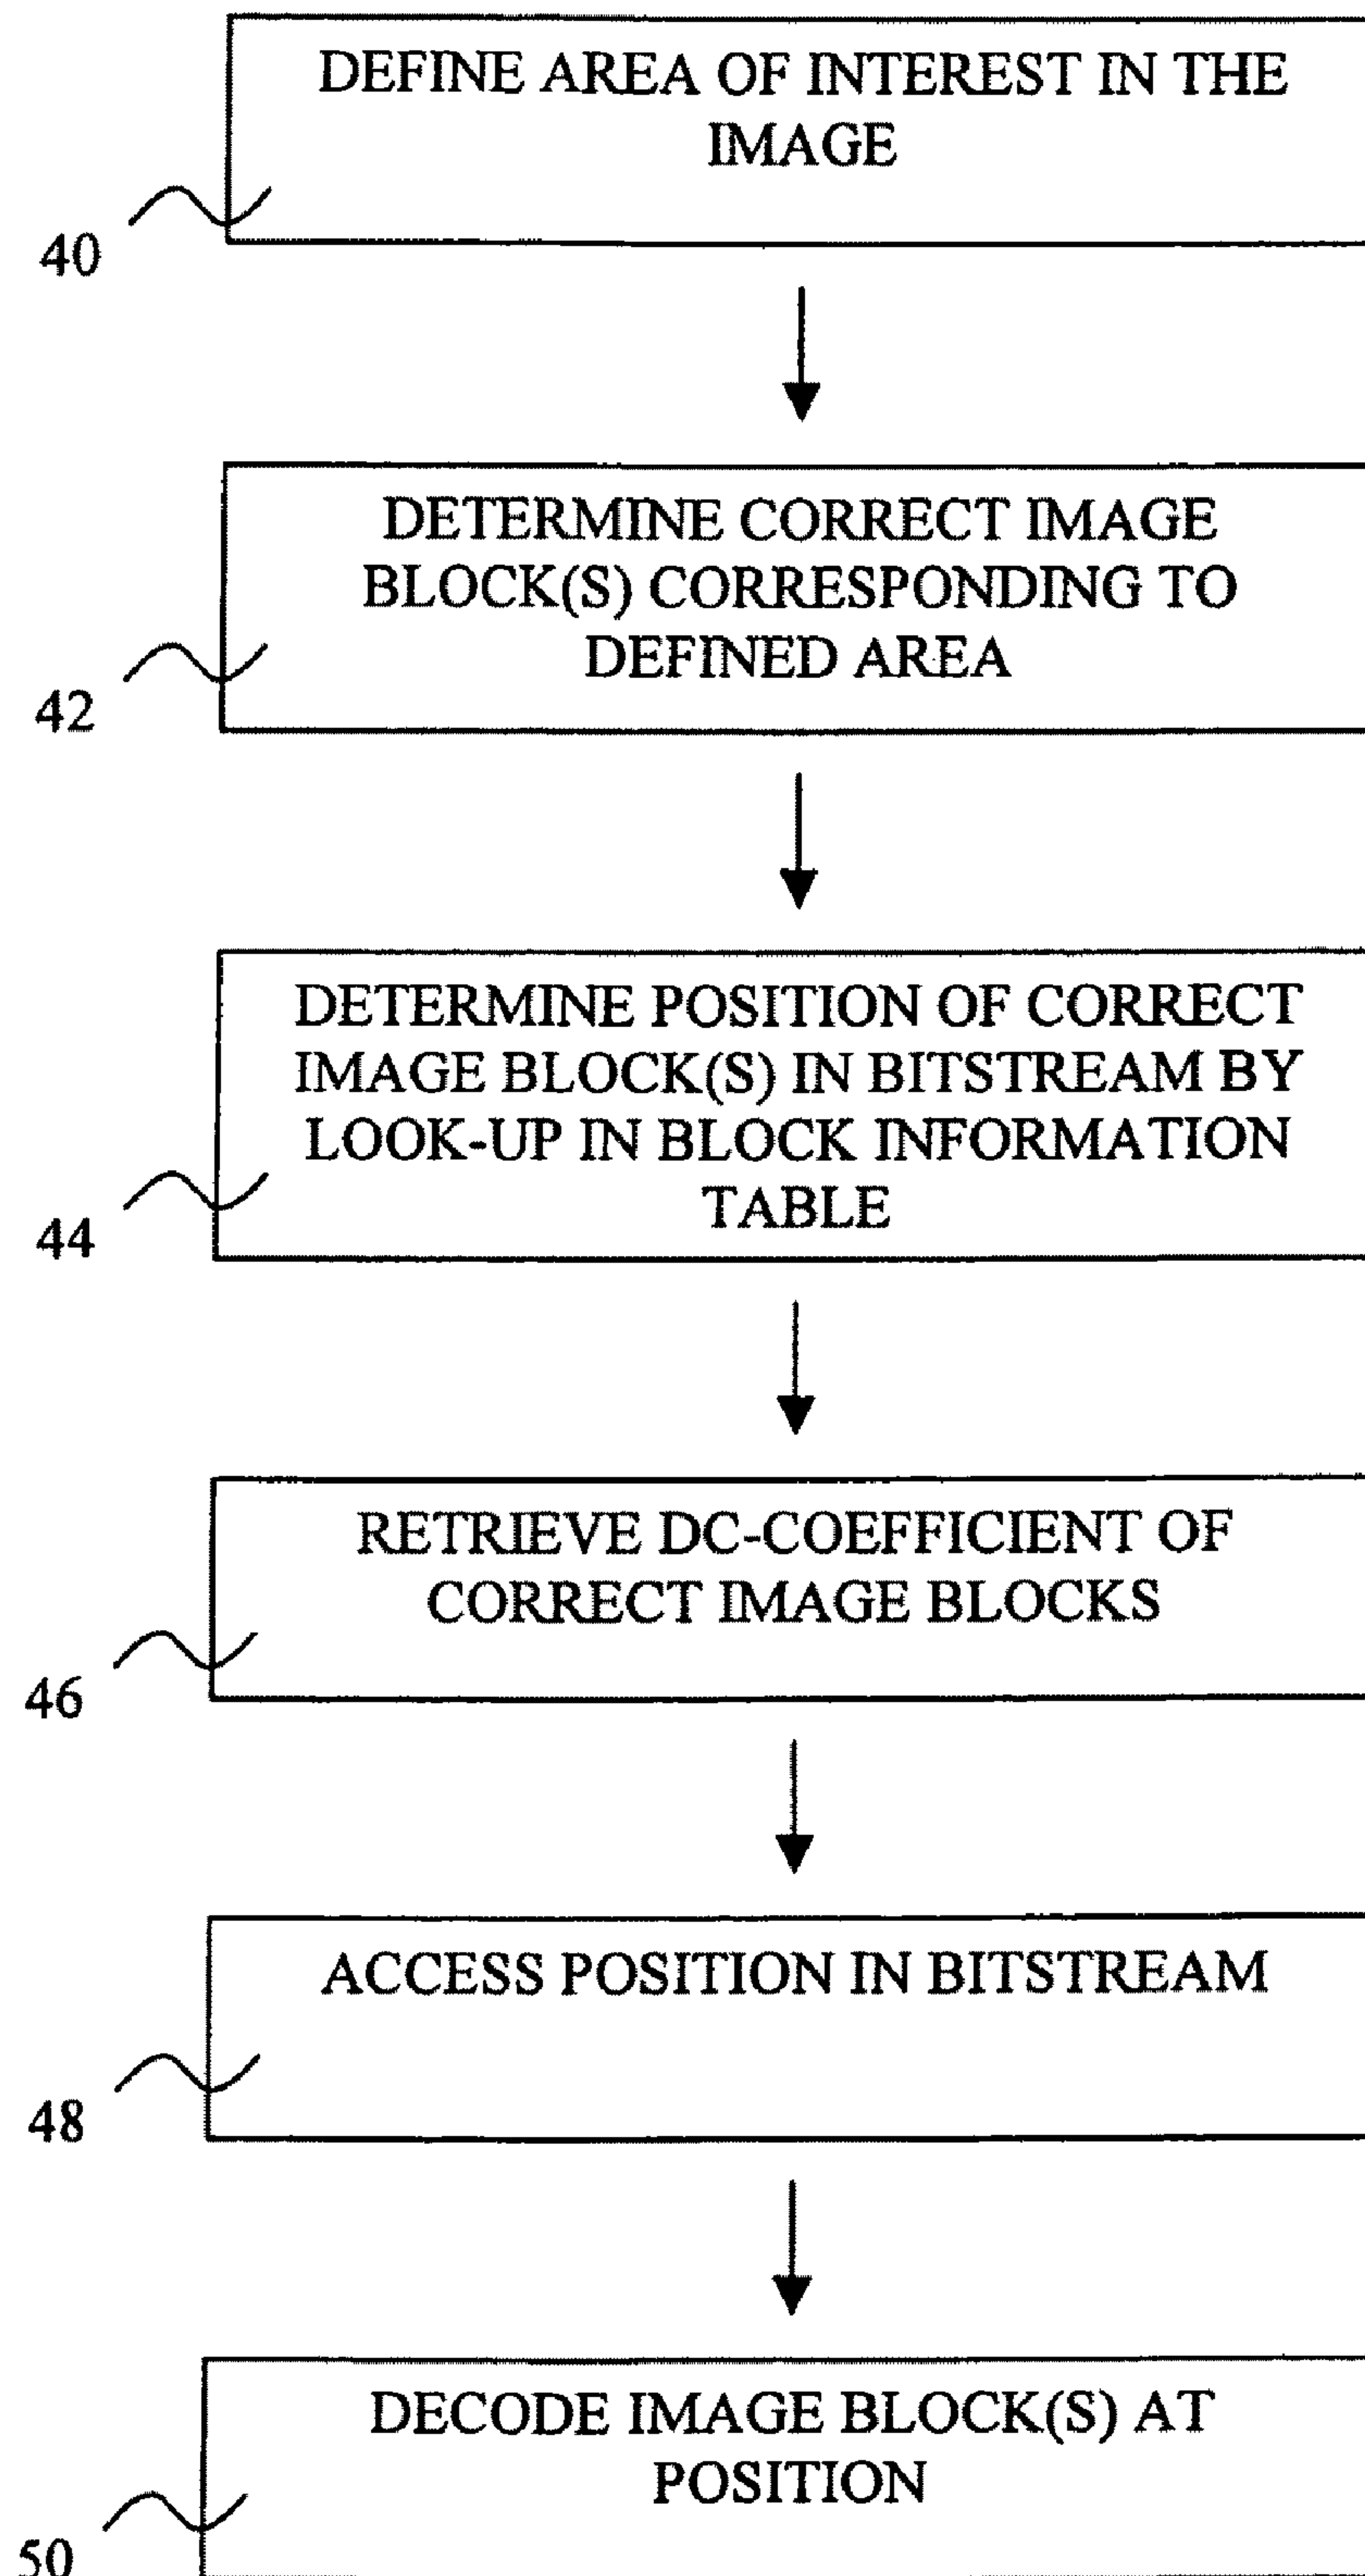 DEFINE AREA OF INTEREST IN THE
IMAGE
40
DETERMINE CORRECT IMAGE
BLOCK(S) CORRESPONDING TO
DEFINED AREA
42
DETERMINE POSITION OF CORRECT
IMAGE BLOCK(S) IN BITSTREAM BY
LOOK-UP IN BLOCK INFORMATION
TABLE
44
RETRIEVE DC-COEFFICIENT OF
CORRECT IMAGE BLOCKS
46
ACCESS POSITION IN BITSTREAM
48
DECODE IMAGE BLOCK(S) AT
POSITION
50